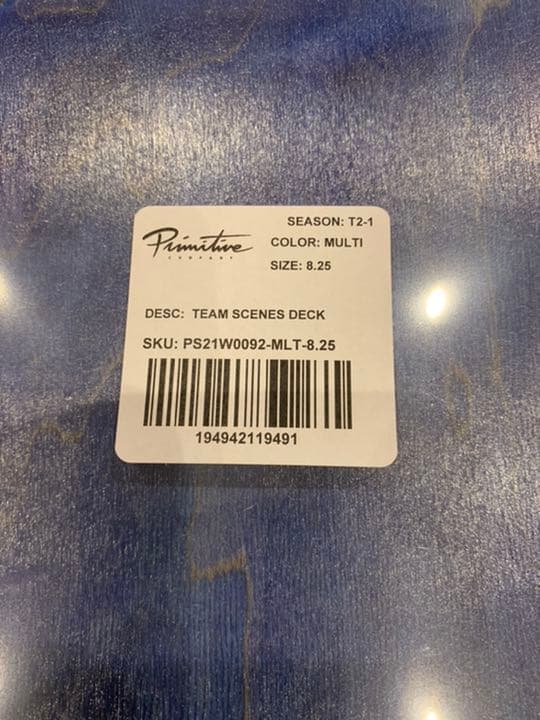 SEASON: T2-1
Primitive
COMPANY
COLOR: MULTI
SIZE: 8.25
DESC: TEAM SCENES DECK
SKU: PS21W0092-MLT-8.25
194942119491